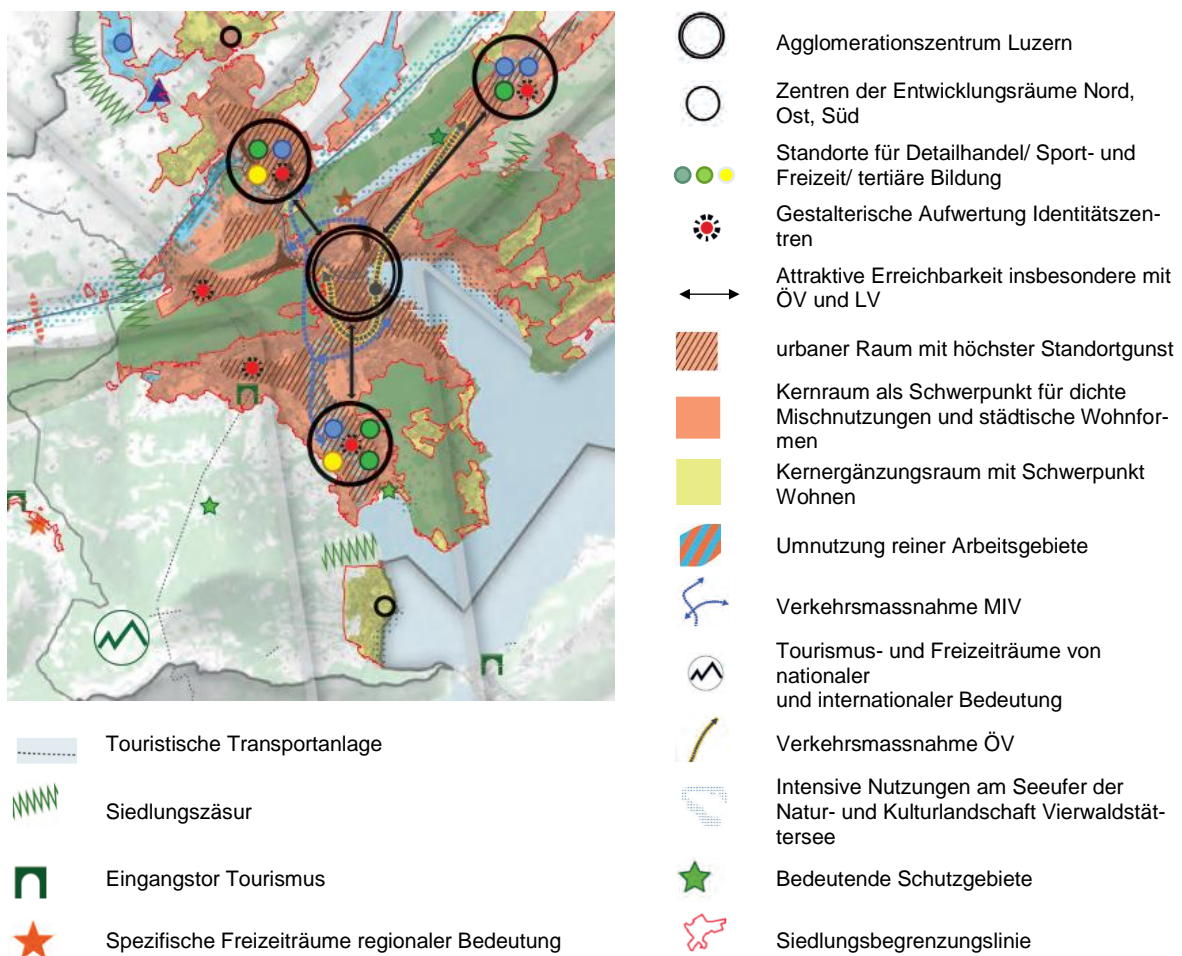 Agglomerationszentrum Luzern
Zentren der Entwicklungsräume Nord,
Ost, Süd
Standorte für Detailhandel/ Sport- und
Freizeit/ tertiäre Bildung
Gestalterische Aufwertung Identitätszen-
tren
Attraktive Erreichbarkeit insbesondere mit
ÖV und LV
urbaner Raum mit höchster Standortgunst
Kernraum als Schwerpunkt für dichte
Mischnutzungen und städtische Wohnfor-
men
Kernergänzungsraum mit Schwerpunkt
Wohnen
Umnutzung reiner Arbeitsgebiete
Verkehrsmassnahme MIV
Tourismus- und Freizeiträume von
nationaler
und internationaler Bedeutung
Verkehrsmassnahme ÖV
Intensive Nutzungen am Seeufer der
Natur- und Kulturlandschaft Vierwaldstät-
tersee
Bedeutende Schutzgebiete
Siedlungsbegrenzungslinie
Touristische Transportanlage
Siedlungszäsur
Eingangstor Tourismus
Spezifische Freizeiträume regionaler Bedeutung